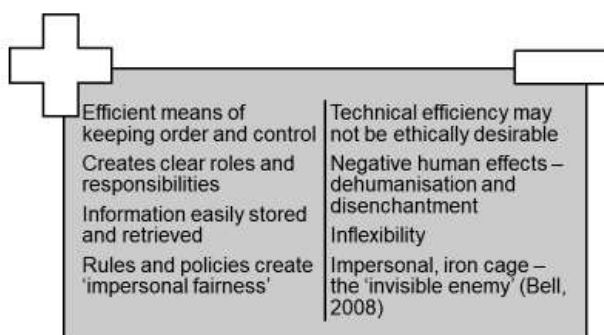 Efficient means of
keeping order and control
Creates clear roles and
responsibilities
Information easily stored
and retrieved
Rules and policies create
‘impersonal fairness’
Technical efficiency may
not be ethically desirable
Negative human effects –
dehumanisation and
disenchantment
Inflexibility
Impersonal, iron cage –
the ‘invisible enemy’ (Bell,
2008)